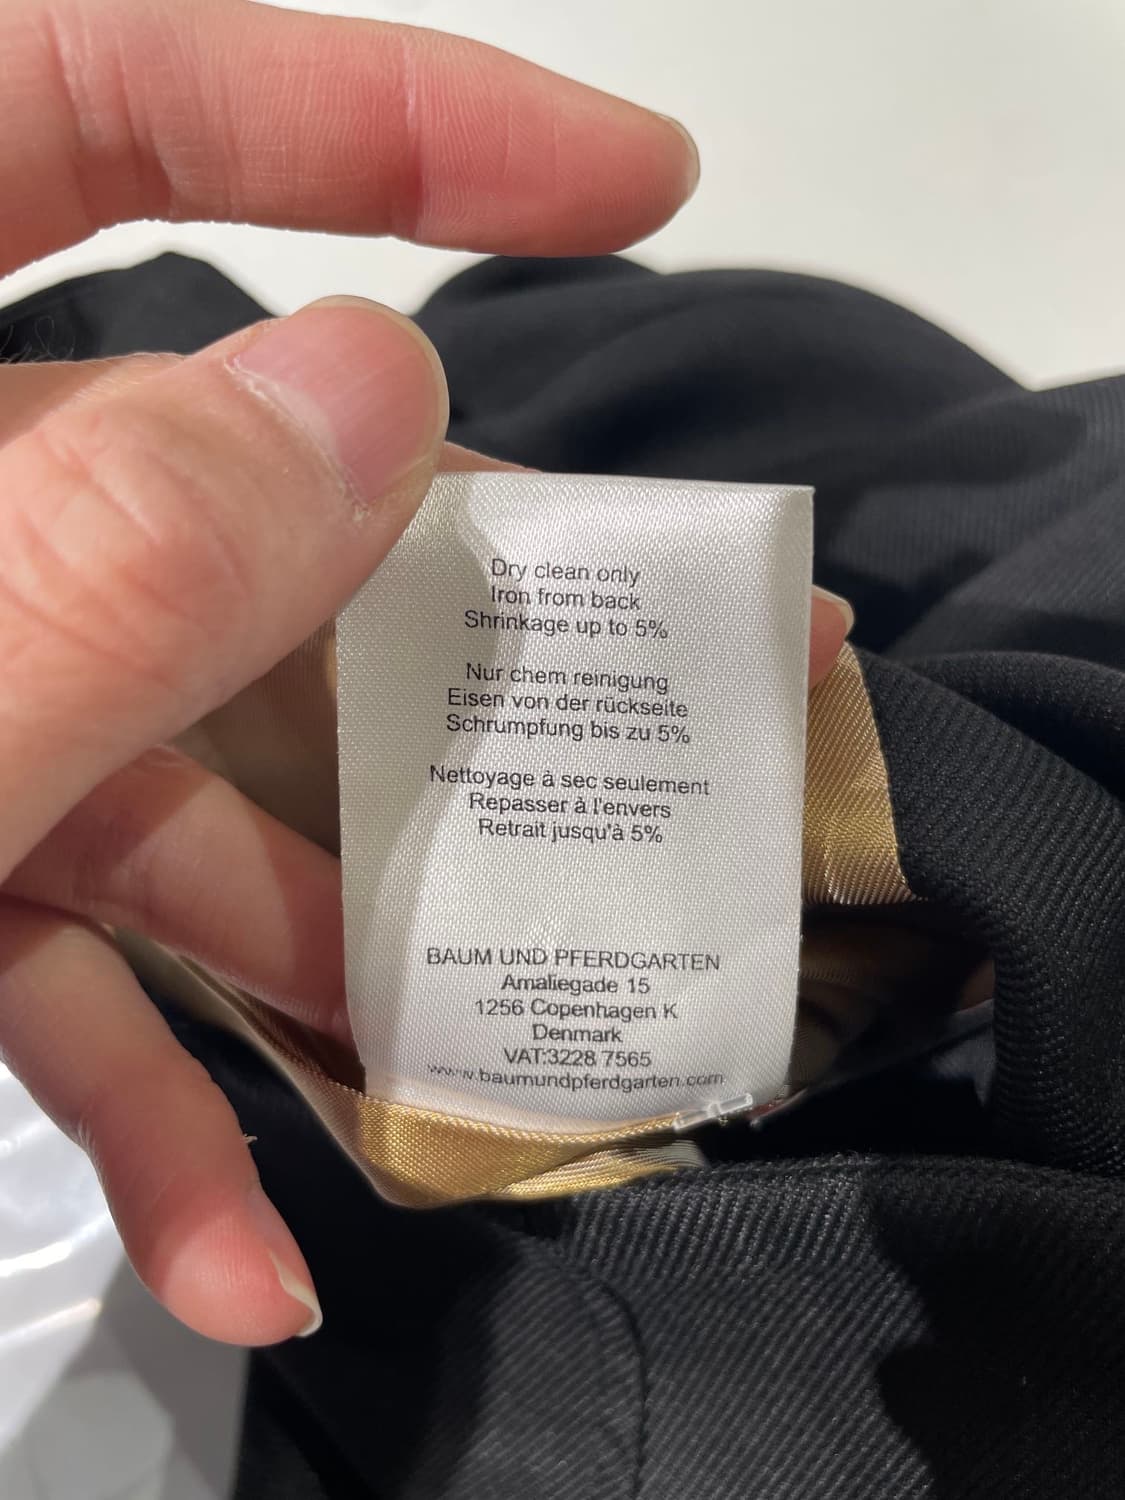 Dry clean only
Iron from back
Shrinkage up to 5%
Nur chem reinigung
Eisen von der rückseite
Schrumpfung bis zu 5%
Nettoyage à sec seulement
Repasser à l'envers
Retrait jusqu'à 5%
BAUM UND PFERDGARTEN
Amaliegade 15
1256 Copenhagen K
Denmark
VAT:3228 7565
www.baumundpferdgarten.com